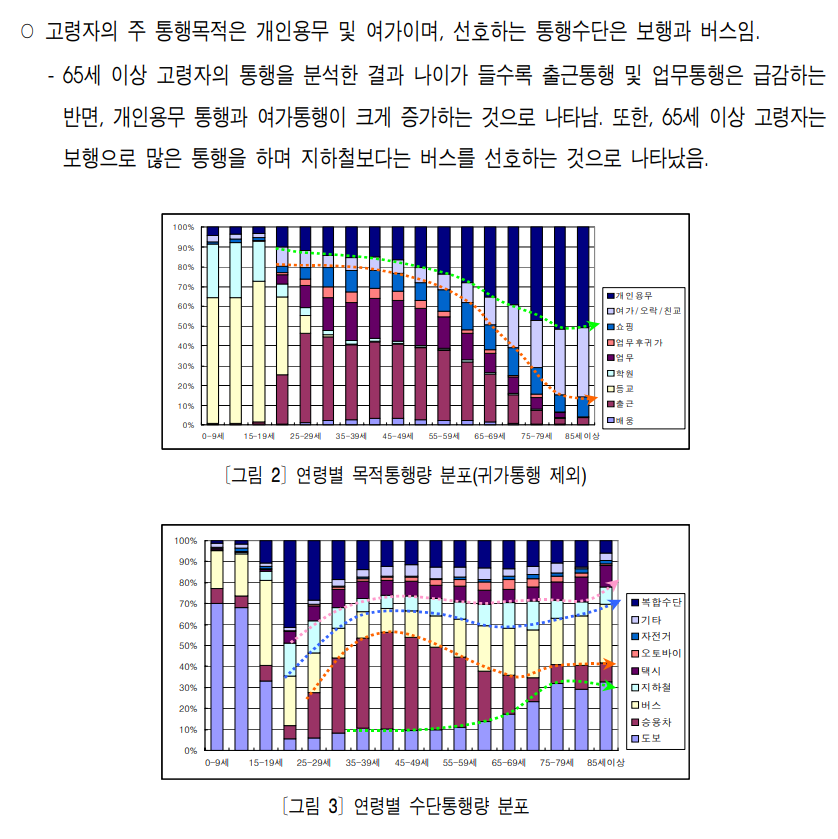 ○ 고령자의 주 통행목적은 개인용무 및 여가이며, 선호하는 통행수단은 보행과 버스임.
- 65세 이상 고령자의 통행을 분석한 결과 나이가 들수록 출근통행 및 업무통행은 급감하는
반면, 개인용무 통행과 여가통행이 크게 증가하는 것으로 나타남. 또한, 65세 이상 고령자는
보행으로 많은 통행을 하며 지하철보다는 버스를 선호하는 것으로 나타났음.
100%
90%
80%
70%
60%
50%
40%
30%
20%
10%
0%
0-9세 15-19세 25-29세 35-39세 45-49세 55-59세 65-69세 75-79세 85세이상
개인용무
여가/오락/친교
쇼핑
업무후귀가
업무
학원
등교
출근
배웅
[그림 2] 연령별 목적통행량 분포(귀가통행 제외)
100%
90%
80%
70%
60%
50%
40%
30%
20%
10%
0%
0-9세 15-19세 25-29세 35-39세 45-49세 55-59세 65-69세 75-79세 85세이상
복합수단
기타
자전거
오토바이
택시
지하철
버스
승용차
도보
[그림 3] 연령별 수단통행량 분포